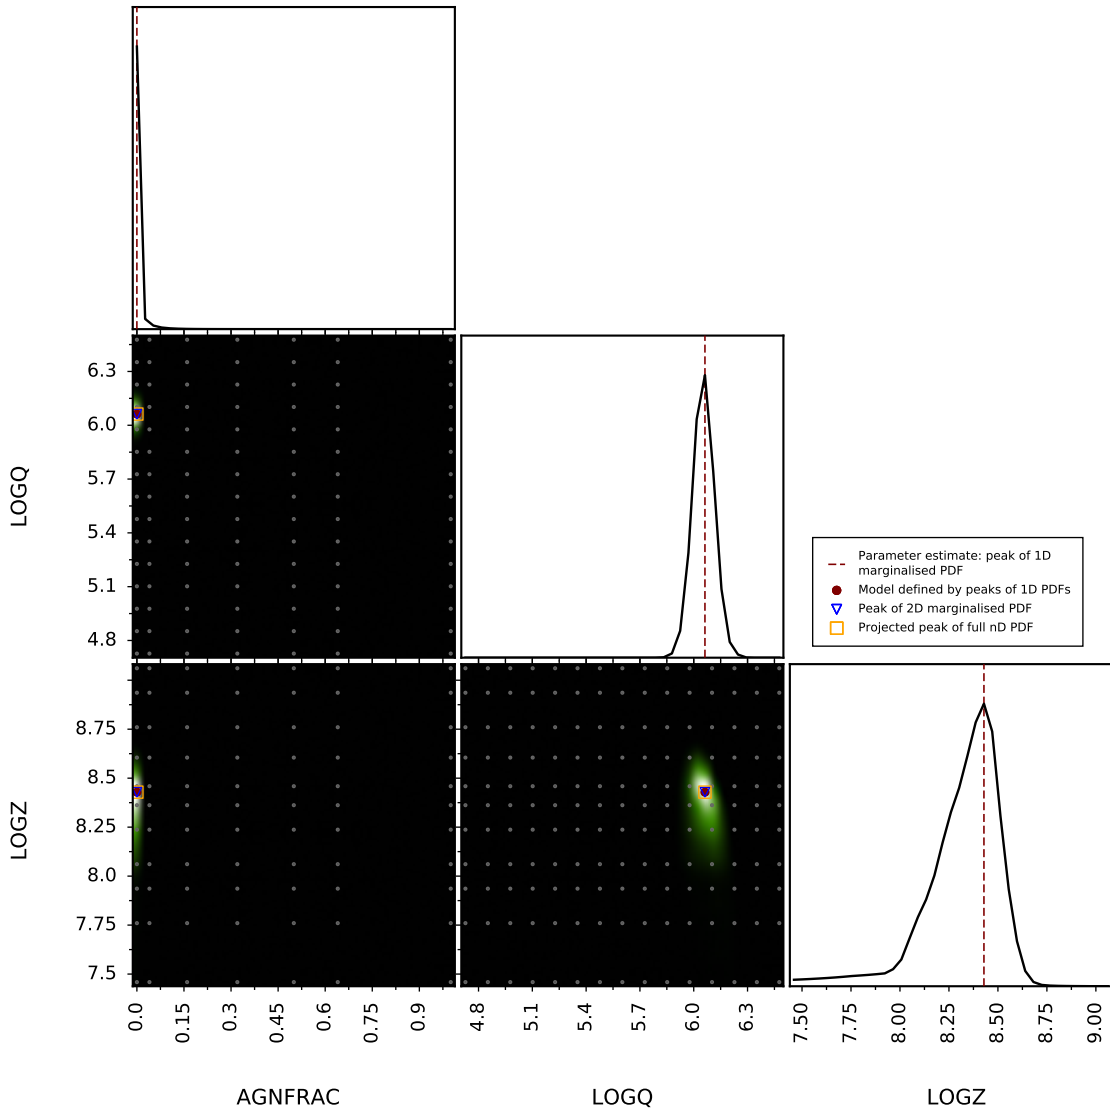 6.3
6.0
5.7
5.4
5.1
4.8
LOGQ
Parameter estimate: peak of 1D
marginalised PDF
Model defined by peaks of 1D PDFs
Peak of 2D marginalised PDF
Projected peak of full nD PDF
8.75
8.5
8.25
8.0
7.75
7.5
LOGZ
0.0 0.15 0.3 0.45 0.6 0.75 0.9
4.8 5.1 5.4 5.7 6.0 6.3
7.50 7.75 8.00 8.25 8.50 8.75 9.00
AGNFRAC
LOGQ
LOGZ